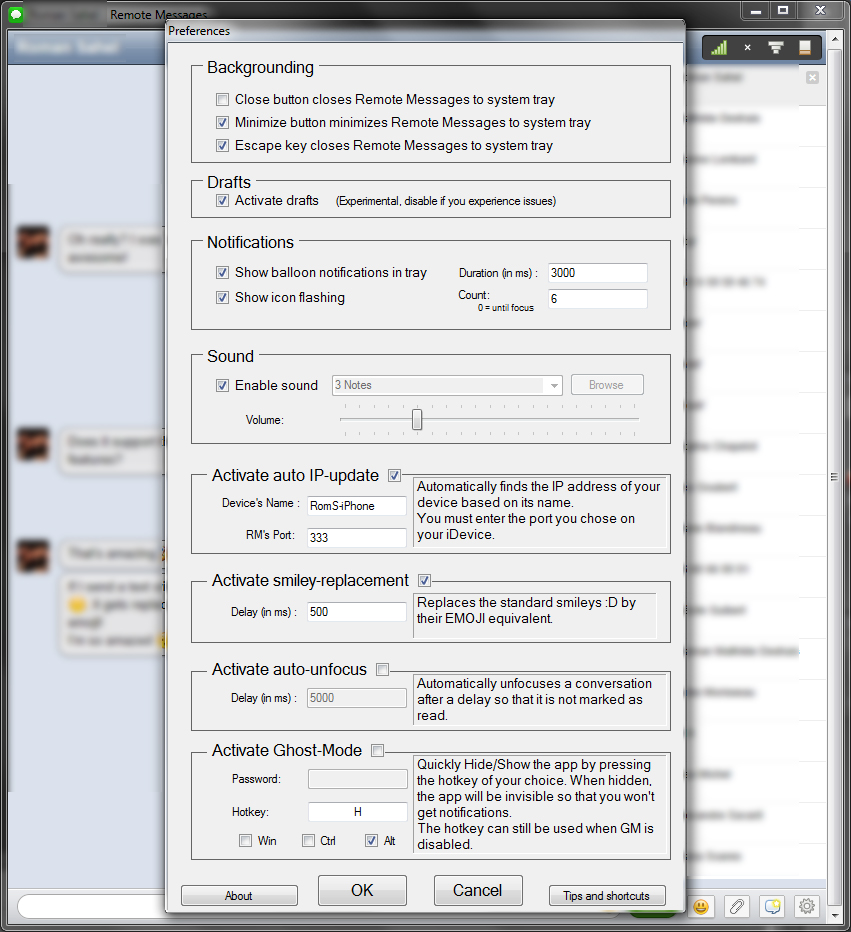 Remote Messages
Preferences
Backgrounding
Close button closes Remote Messages to system tray
Minimize button minimizes Remote Messages to system tray
Escape key closes Remote Messages to system tray
Drafts
Activate drafts (Experimental, disable if you experience issues)
Notifications
Show balloon notifications in tray Duration (in ms) : 3000
Show icon flashing Count: 6
0 = until focus
Sound
Enable sound 3 Notes Browse
Volume:
Activate auto IP-update
Device's Name : RomS-iPhone
RM's Port: 333
Automatically finds the IP address of your
device based on its name.
You must enter the port you chose on
your iDevice.
Activate smiley-replacement
Delay (in ms) : 500
Replaces the standard smileys :D by
their EMOJI equivalent.
Activate auto-unfocus
Delay (in ms) : 5000
Automatically unfocuses a conversation
after a delay so that it is not marked as
read.
Activate Ghost-Mode
Password:
Hotkey: H
Win Ctrl Alt
Quickly Hide/Show the app by pressing
the hotkey of your choice. When hidden,
the app will be invisible so that you won't
get notifications.
The hotkey can still be used when GM is
disabled.
About OK Cancel Tips and shortcuts